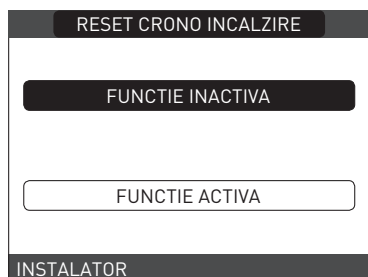 RESET CRONO INCALZIRE
FUNCTIE INACTIVA
FUNCTIE ACTIVA
INSTALATOR